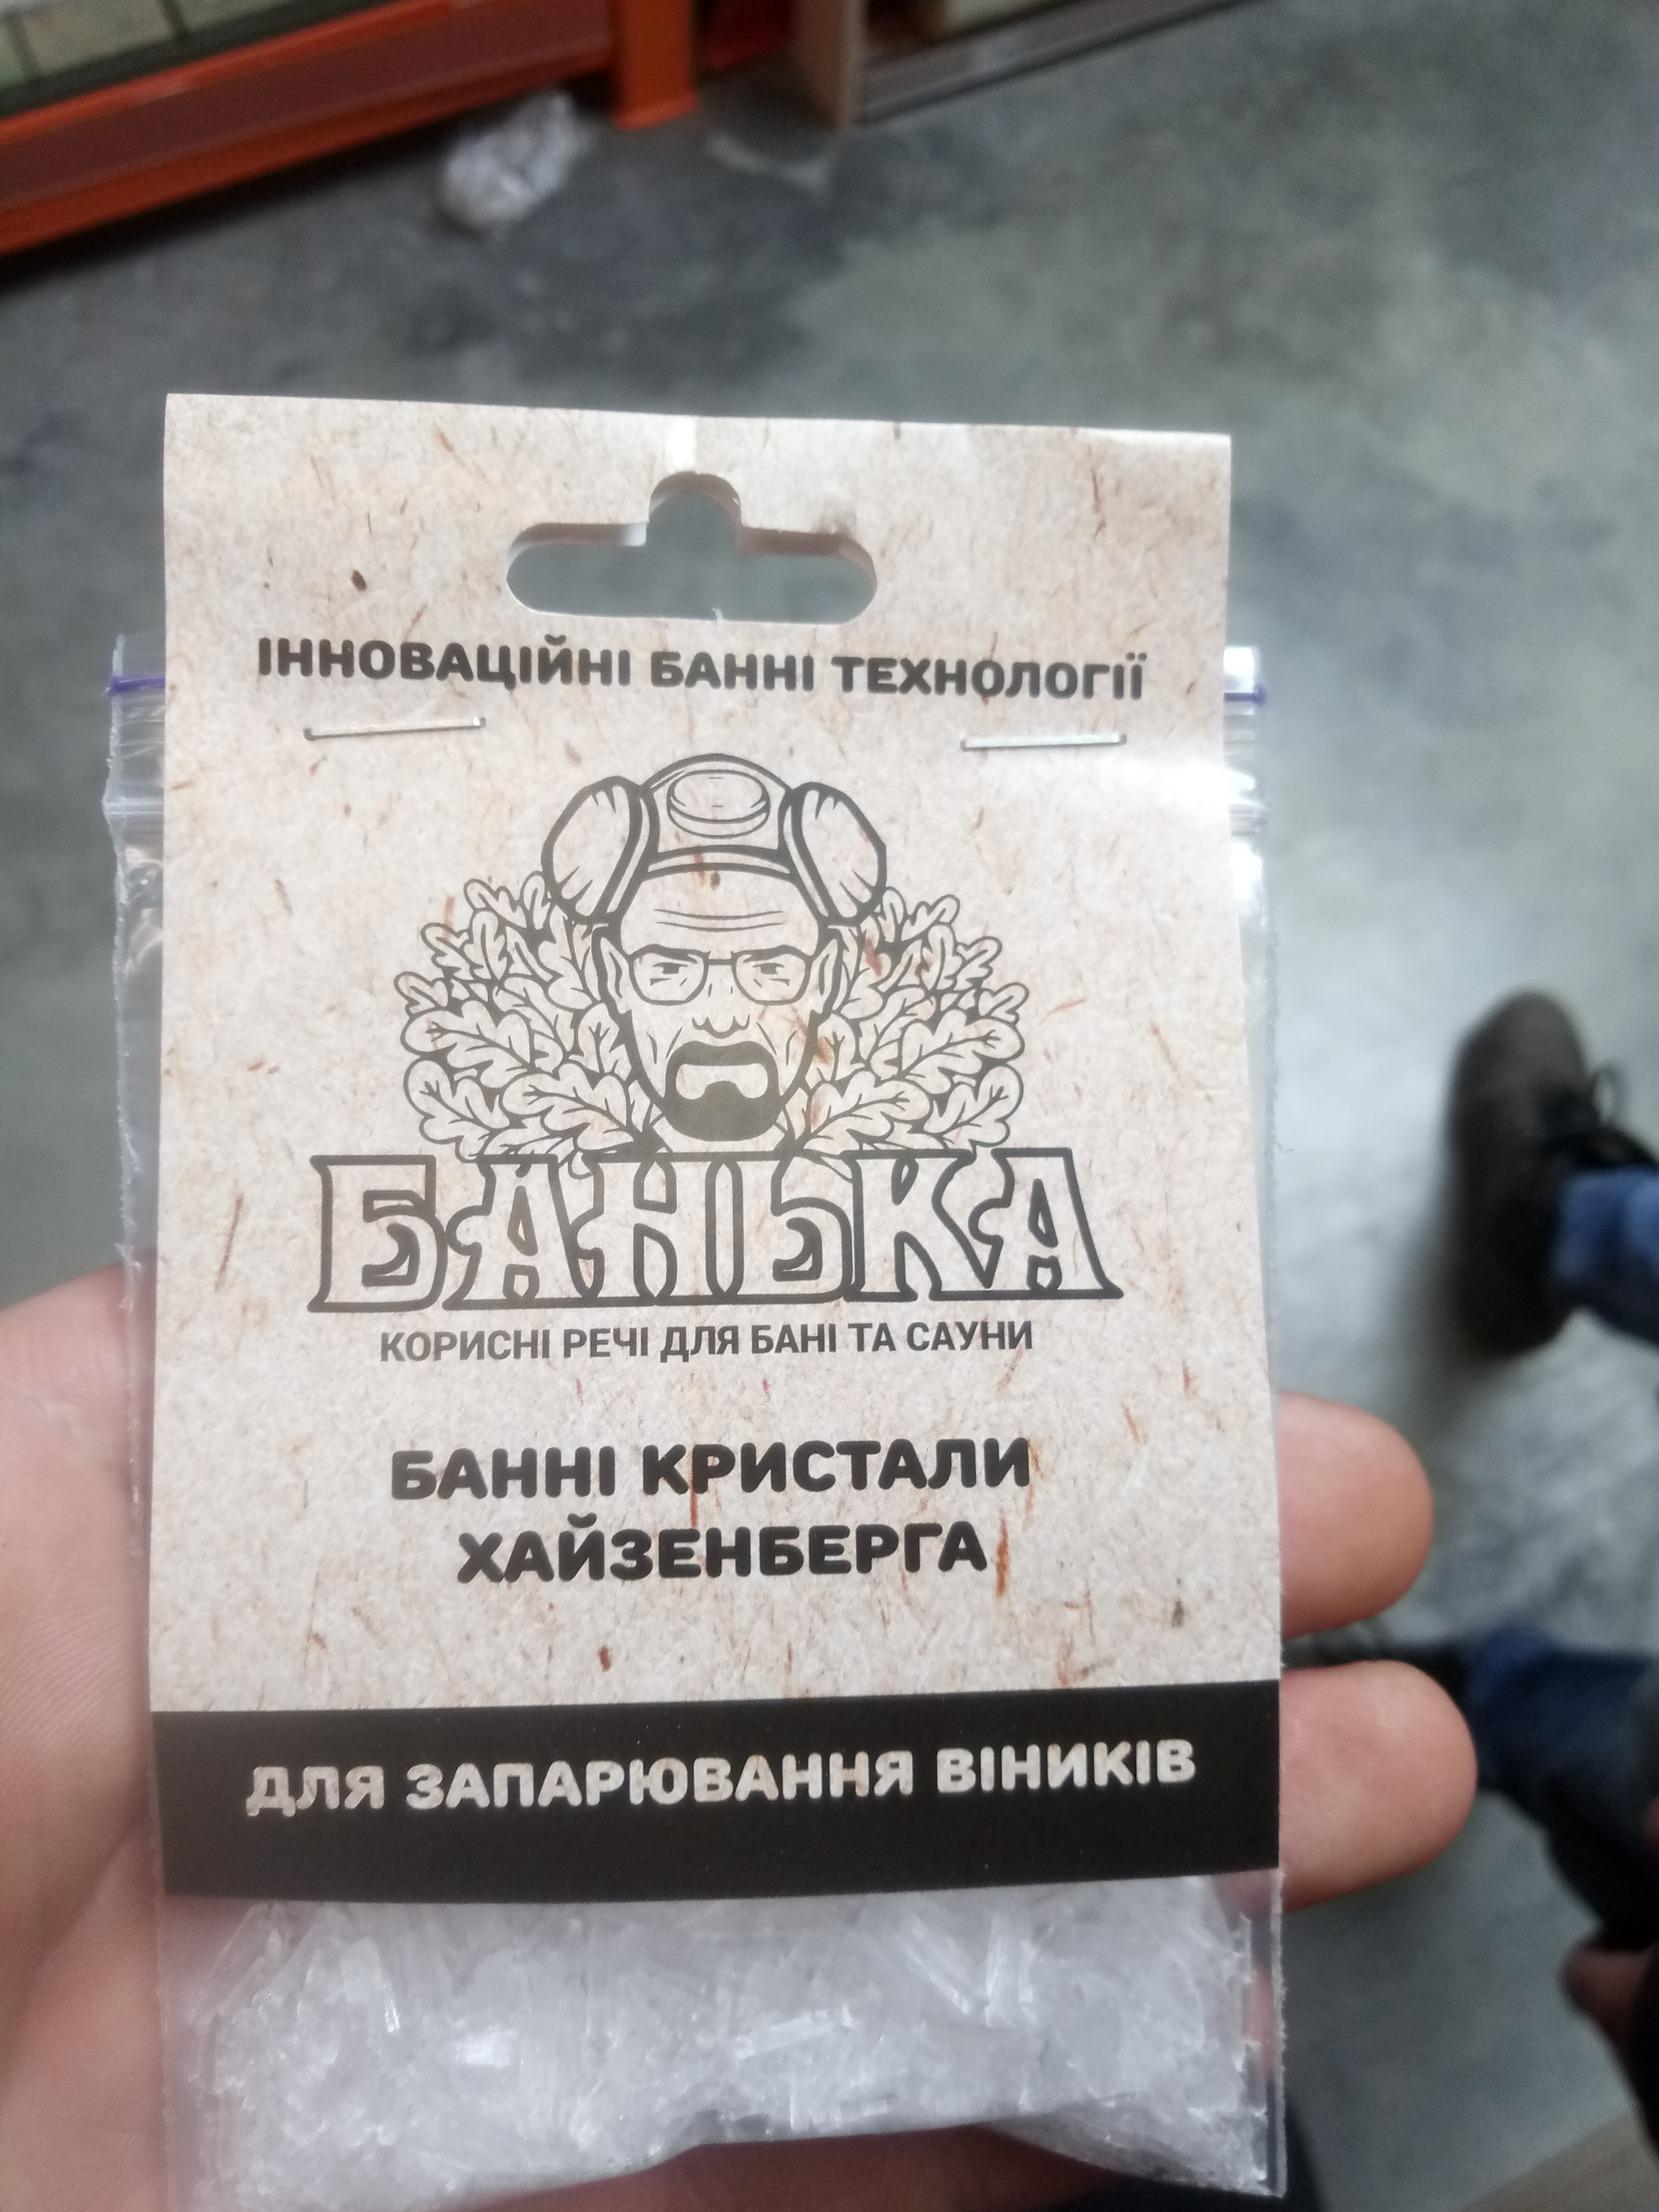 ІННОВАЦІЙНІ БАННІ ТЕХНОЛОГІЇ
БАНЬКА
КОРИСНІ РЕЧІ ДЛЯ БАНІ ТА САУНИ
БАННІ КРИСТАЛИ
ХАЙЗЕНБЕРГА
ДЛЯ ЗАПАРЮВАННЯ ВІНИКІВ